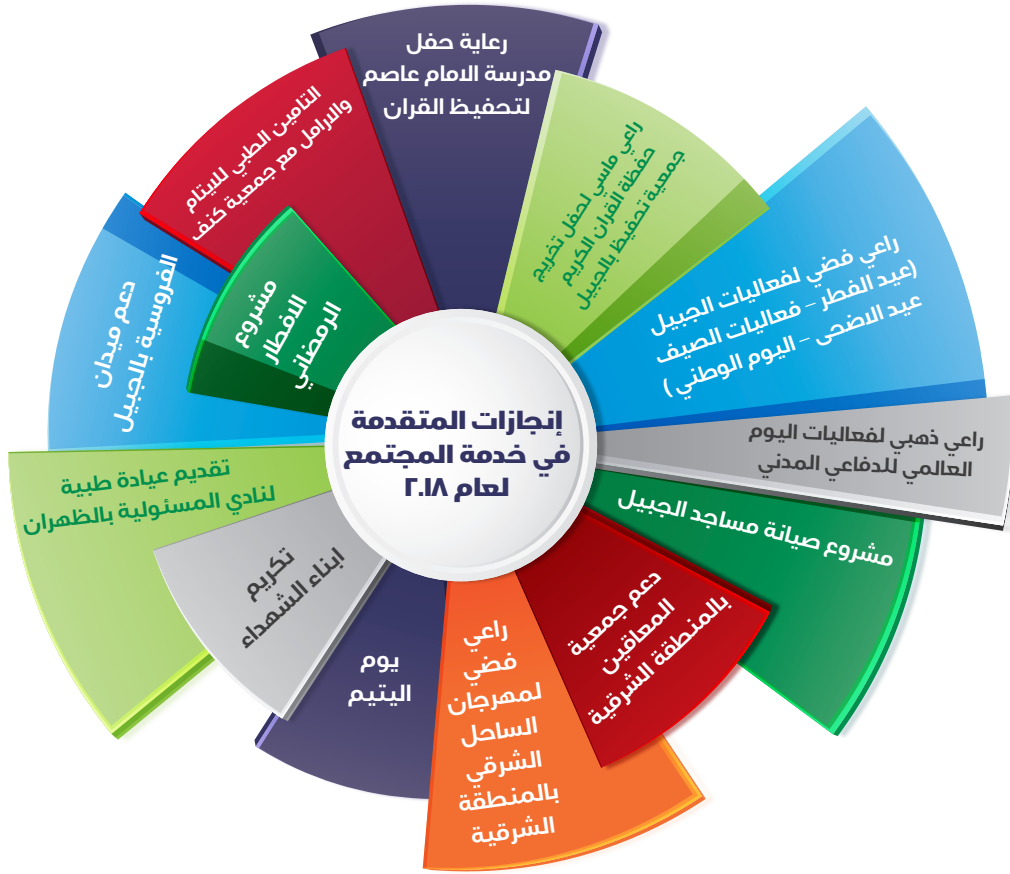 إنجازات المتقدمة
في خدمة المجتمع
لعام ٢٠١٨
رعاية حفل
مدرسة الامام عاصم
لتحفيظ القران
راعي ماسي لحفل تخريج
حفظة القران الكريم
جمعية تحفيظ بالجبيل
راعي فضي لفعاليات الجبيل
(عيد الفطر – فعاليات الصيف
عيد الاضحى – اليوم الوطني )
راعي ذهبي لفعاليات اليوم
العالمي للدفاعي المدني
مشروع صيانة مساجد الجبيل
دعم جمعية
المعاقين
بالمنطقة الشرقية
راعي
فضي
لمهرجان
الساحل
الشرقي
بالمنطقة
الشرقية
يوم
اليتيم
تكريم
ابناء الشهداء
تقديم عيادة طبية
لنادي المسئولية بالظهران
دعم ميدان
الفروسية بالجبيل
مشروع
الافطار
الرمضاني
التامين الطبي للايتام
والارامل مع جمعية كنف